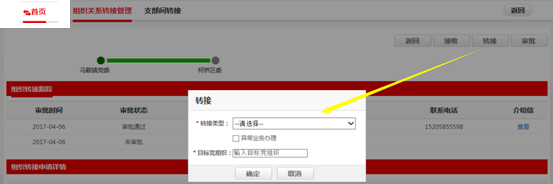 首页 组织关系转接管理 支部间转接 返回
返回 接收 转接 审批
马鞍镇党委 柯桥区委
组织转接跟踪
审批时间 审批状态 联系电话 介绍信
2017-04-06 审批通过 15205855598 查看
2017-04-06 未审批
组织转接申请详情
转接
* 转接类型： --请选择--
异常业务办理
* 目标党组织： 输入目标党组织
确定 取消